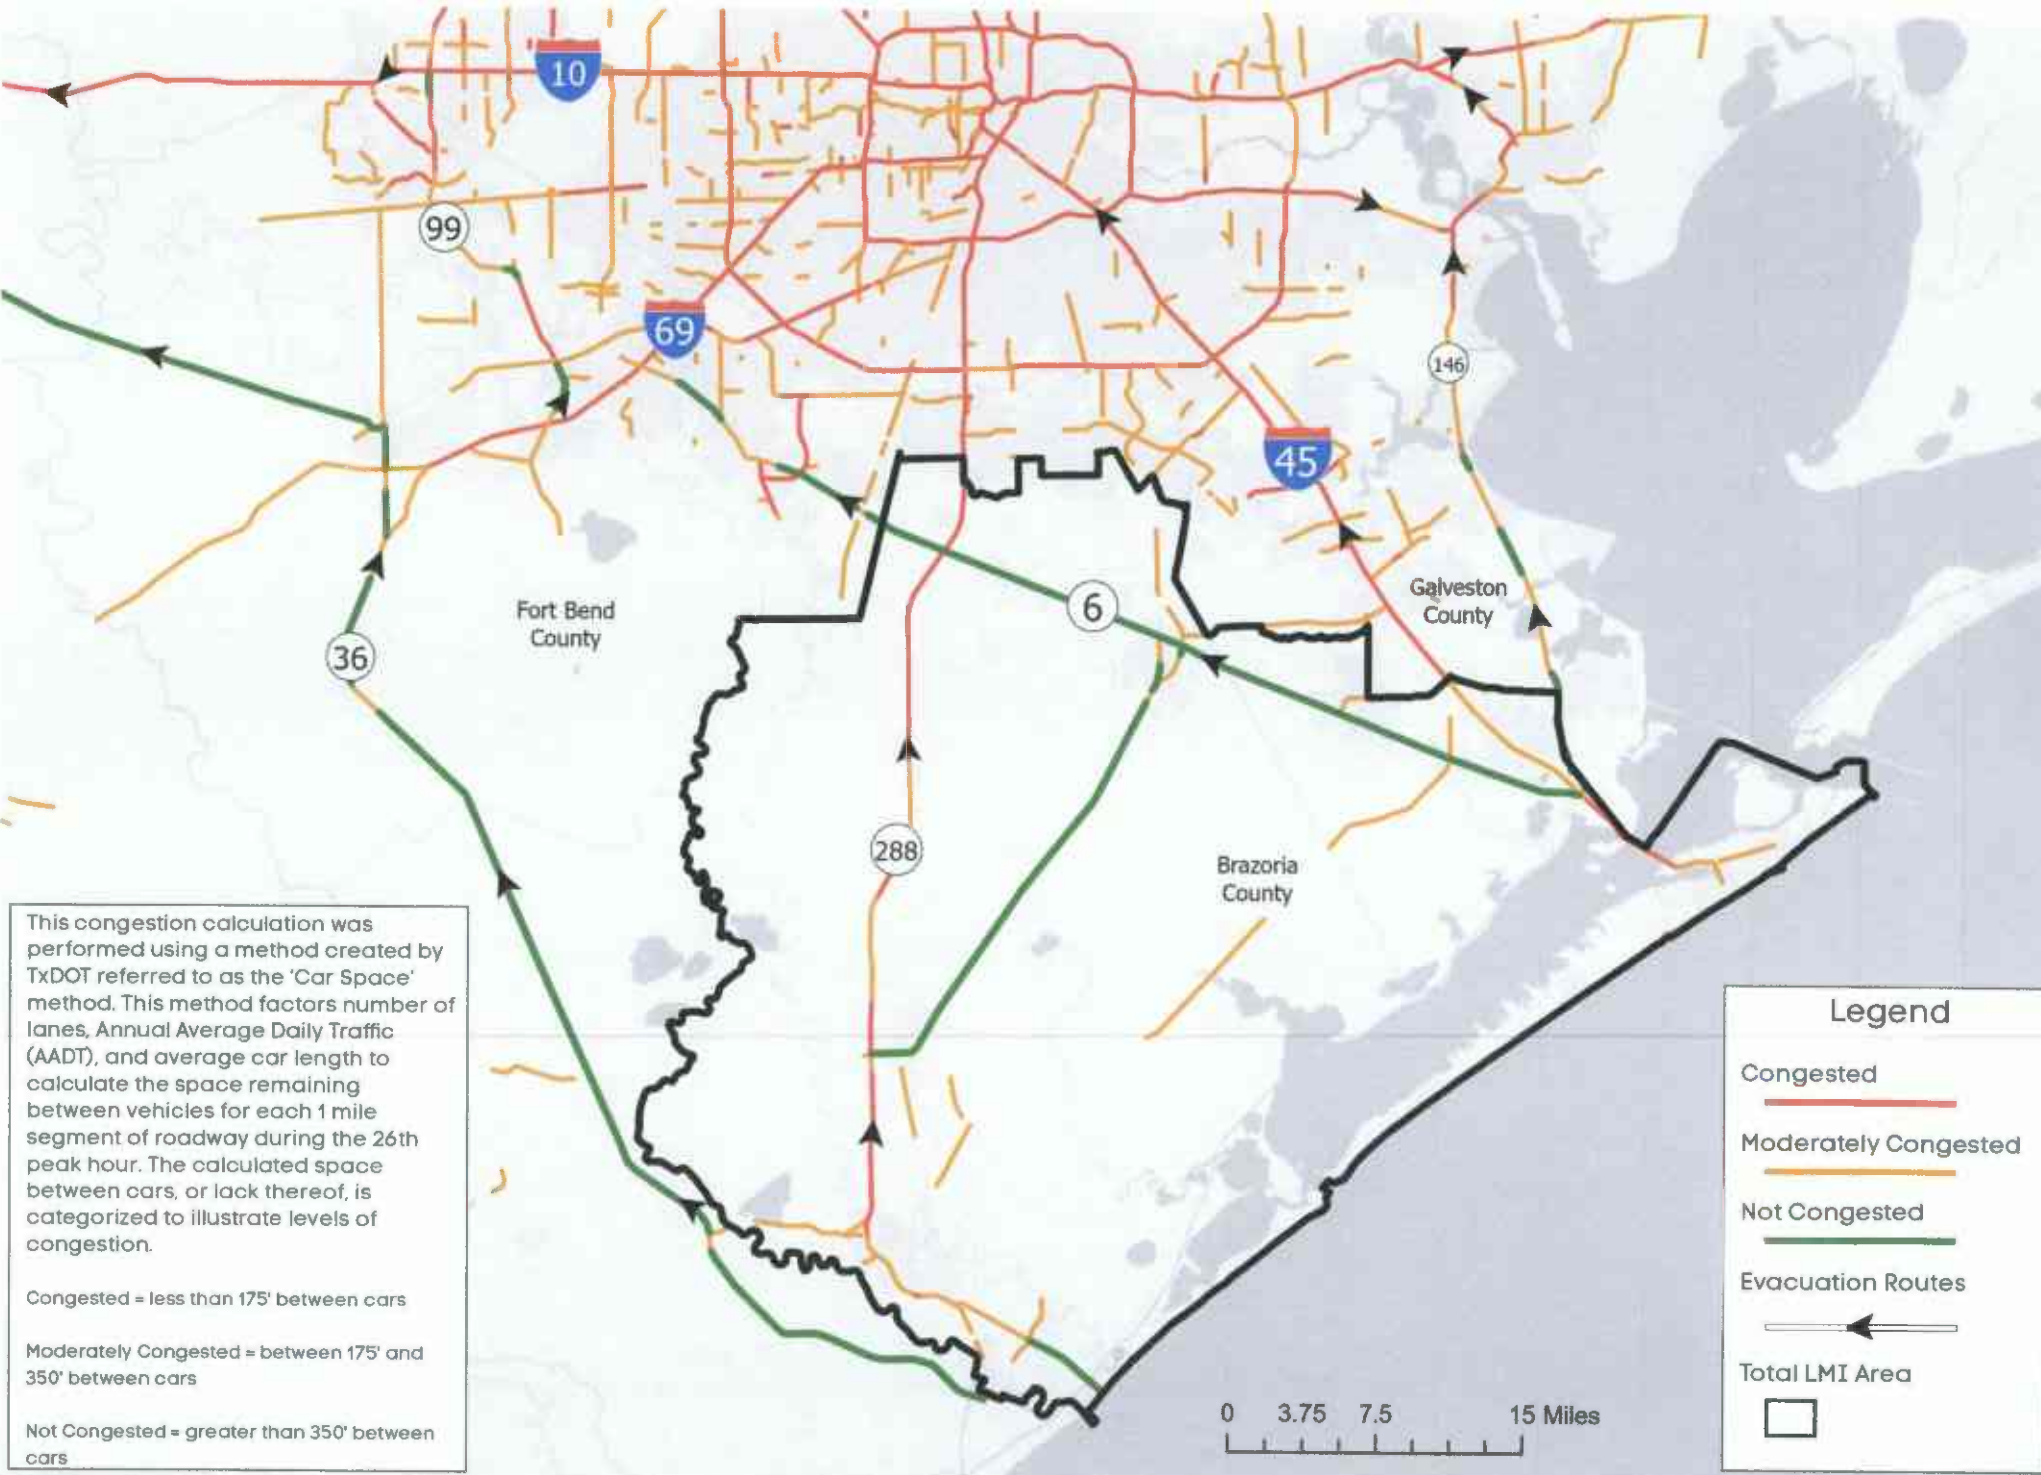 10
99
69
146
45
Galveston
County
Fort Bend
County
6
36
288
Brazoria
County
This congestion calculation was
performed using a method created by
TxDOT referred to as the 'Car Space'
method. This method factors number of
lanes, Annual Average Daily Traffic
(AADT), and average car length to
calculate the space remaining
between vehicles for each 1 mile
segment of roadway during the 26th
peak hour. The calculated space
between cars, or lack thereof, is
categorized to illustrate levels of
congestion.
Congested = less than 175' between cars
Moderately Congested = between 175' and
350' between cars
Not Congested = greater than 350' between
cars
Legend
Congested
Moderately Congested
Not Congested
Evacuation Routes
Total LMI Area
0 3.75 7.5 15 Miles